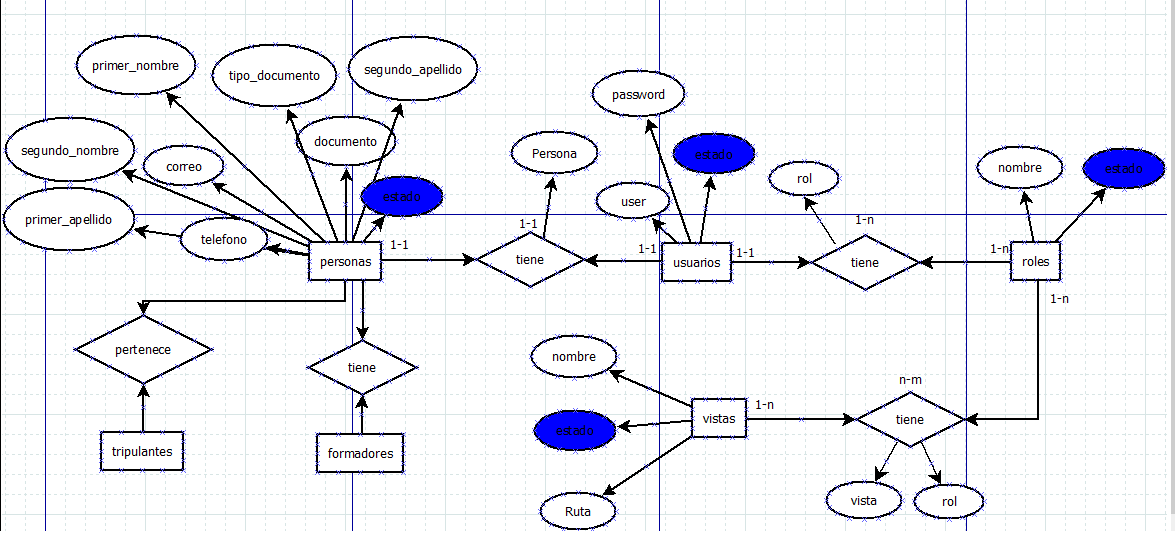 primer_nombre
tipo_documento
segundo_apellido
password
segundo_nombre
correo
documento
Persona
estado
rol
nombre
estado
primer_apellido
telefono
estado
user
1-1
1-n
personas
1-1
tiene
1-1
usuarios
1-1
tiene
1-n
roles
1-n
pertenece
tiene
nombre
n-m
tripulantes
formadores
estado
vistas
1-n
tiene
Ruta
vista
rol